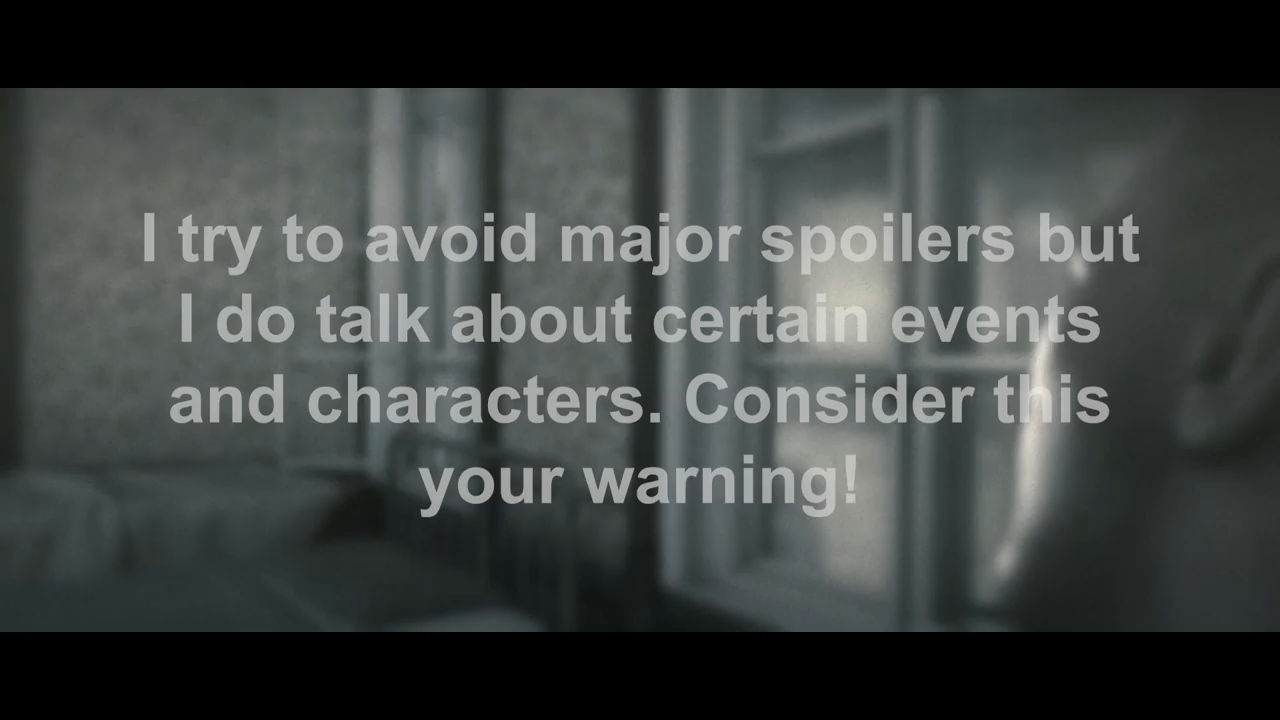 I try to avoid major spoilers but
I do talk about certain events
and characters. Consider this
your warning!